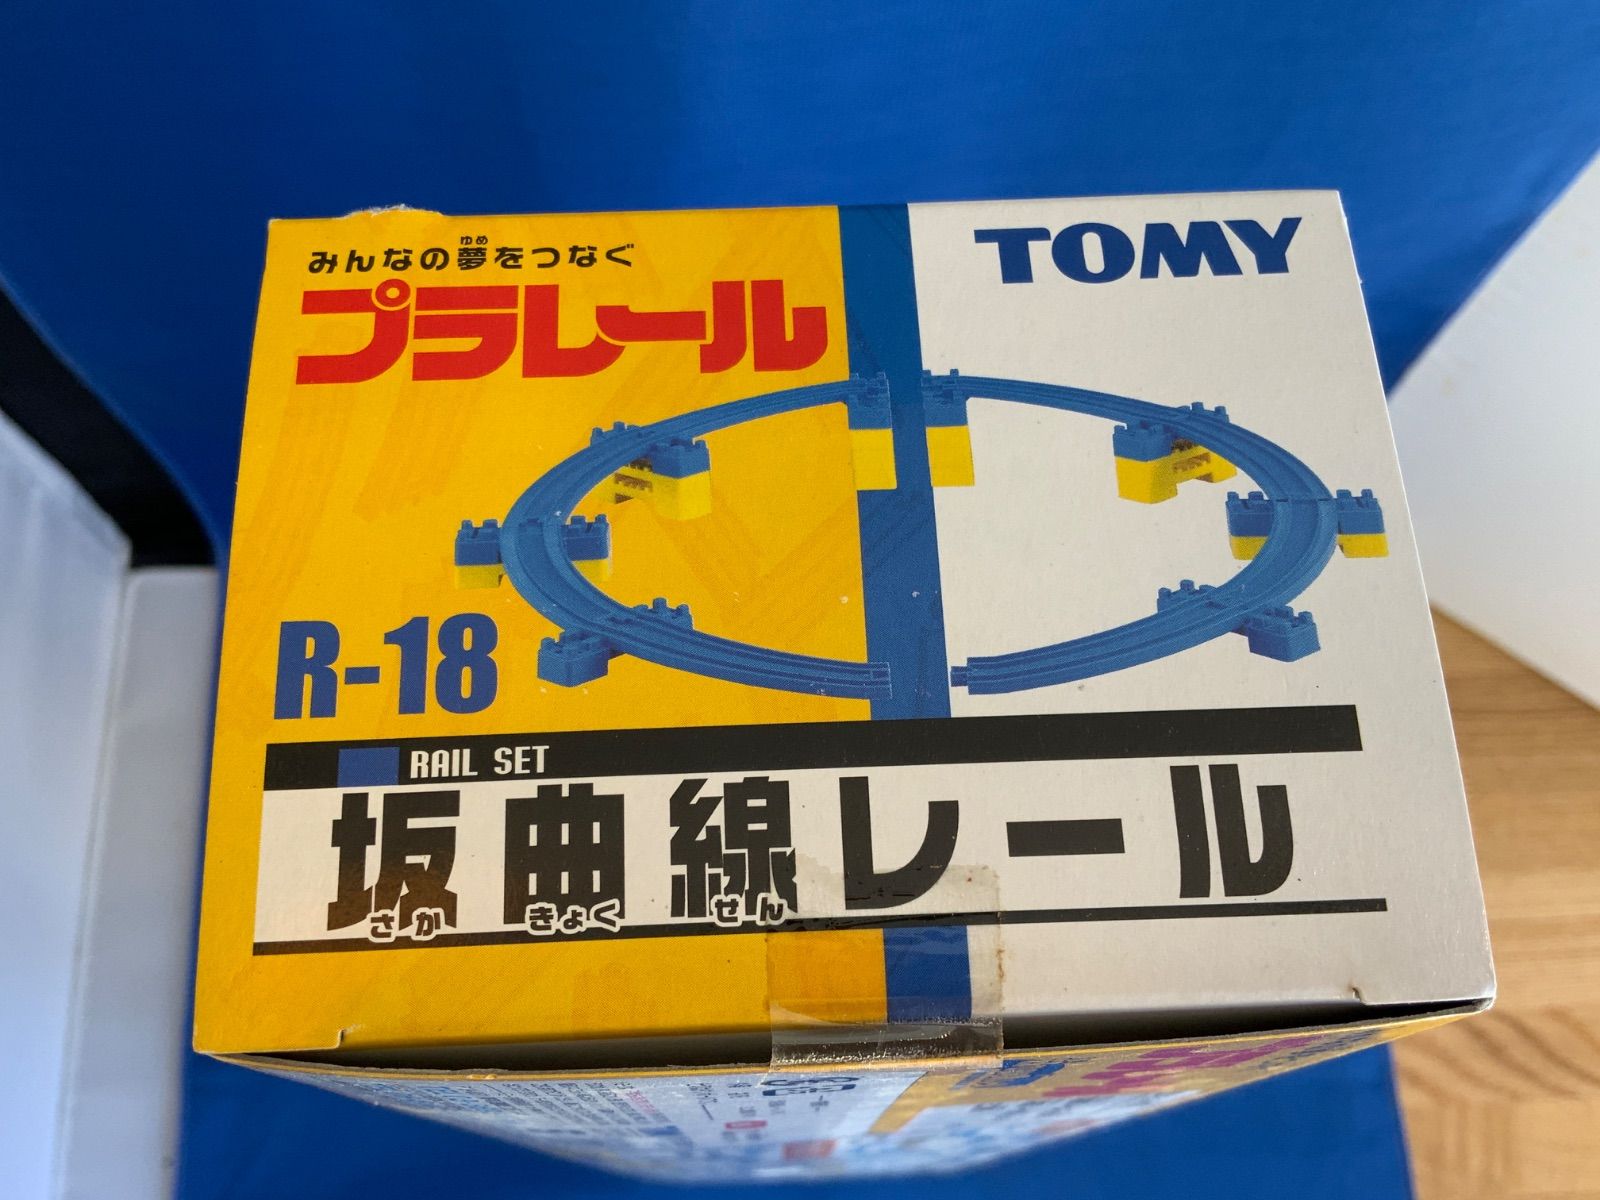 みんなの夢をつなぐ
ゆめ
プラレール
TOMY
R-18
RAIL SET
坂曲線レール
さか きょく せん